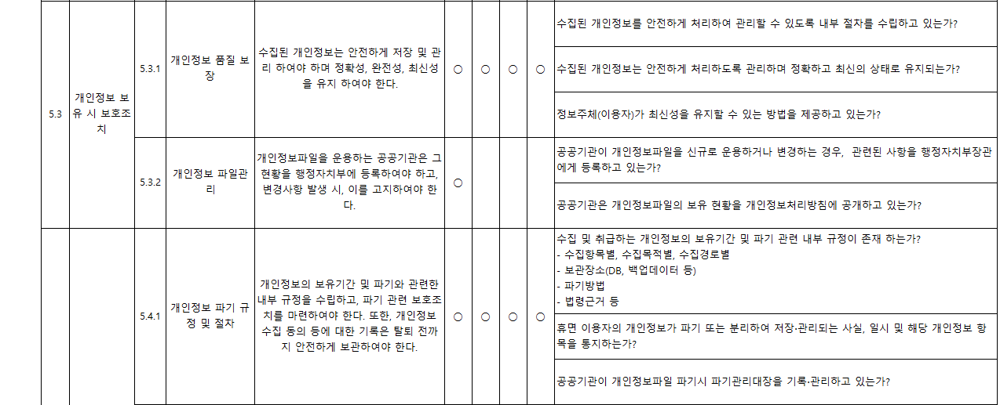 5.3
개인정보 보
유 시 보호조
치
5.3.1
개인정보 품질 보
장
수집된 개인정보는 안전하게 저장 및 관
리 하여야 하며 정확성, 완전성, 최신성
을 유지 하여야 한다.
○ ○ ○ ○
수집된 개인정보를 안전하게 처리하여 관리할 수 있도록 내부 절차를 수립하고 있는가?
수집된 개인정보는 안전하게 처리하도록 관리하며 정확하고 최신의 상태로 유지되는가?
정보주체(이용자)가 최신성을 유지할 수 있는 방법을 제공하고 있는가?
5.3.2
개인정보 파일관
리
개인정보파일을 운용하는 공공기관은 그
현황을 행정자치부에 등록하여야 하고,
변경사항 발생 시, 이를 고지하여야 한
다.
○
공공기관이 개인정보파일을 신규로 운용하거나 변경하는 경우, 관련된 사항을 행정자치부장관
에게 등록하고 있는가?
공공기관은 개인정보파일의 보유 현황을 개인정보처리방침에 공개하고 있는가?
5.4.1
개인정보 파기 규
정 및 절차
개인정보의 보유기간 및 파기와 관련한
내부 규정을 수립하고, 파기 관련 보호조
치를 마련하여야 한다. 또한, 개인정보
수집 동의 등에 대한 기록은 탈퇴 전까
지 안전하게 보관하여야 한다.
○ ○ ○ ○
수집 및 취급하는 개인정보의 보유기간 및 파기 관련 내부 규정이 존재 하는가?
- 수집항목별, 수집목적별, 수집경로별
- 보관장소(DB, 백업데이터 등)
- 파기방법
- 법령근거 등
휴면 이용자의 개인정보가 파기 또는 분리하여 저장·관리되는 사실, 일시 및 해당 개인정보 항
목을 통지하는가?
공공기관이 개인정보파일 파기시 파기관리대장을 기록·관리하고 있는가?